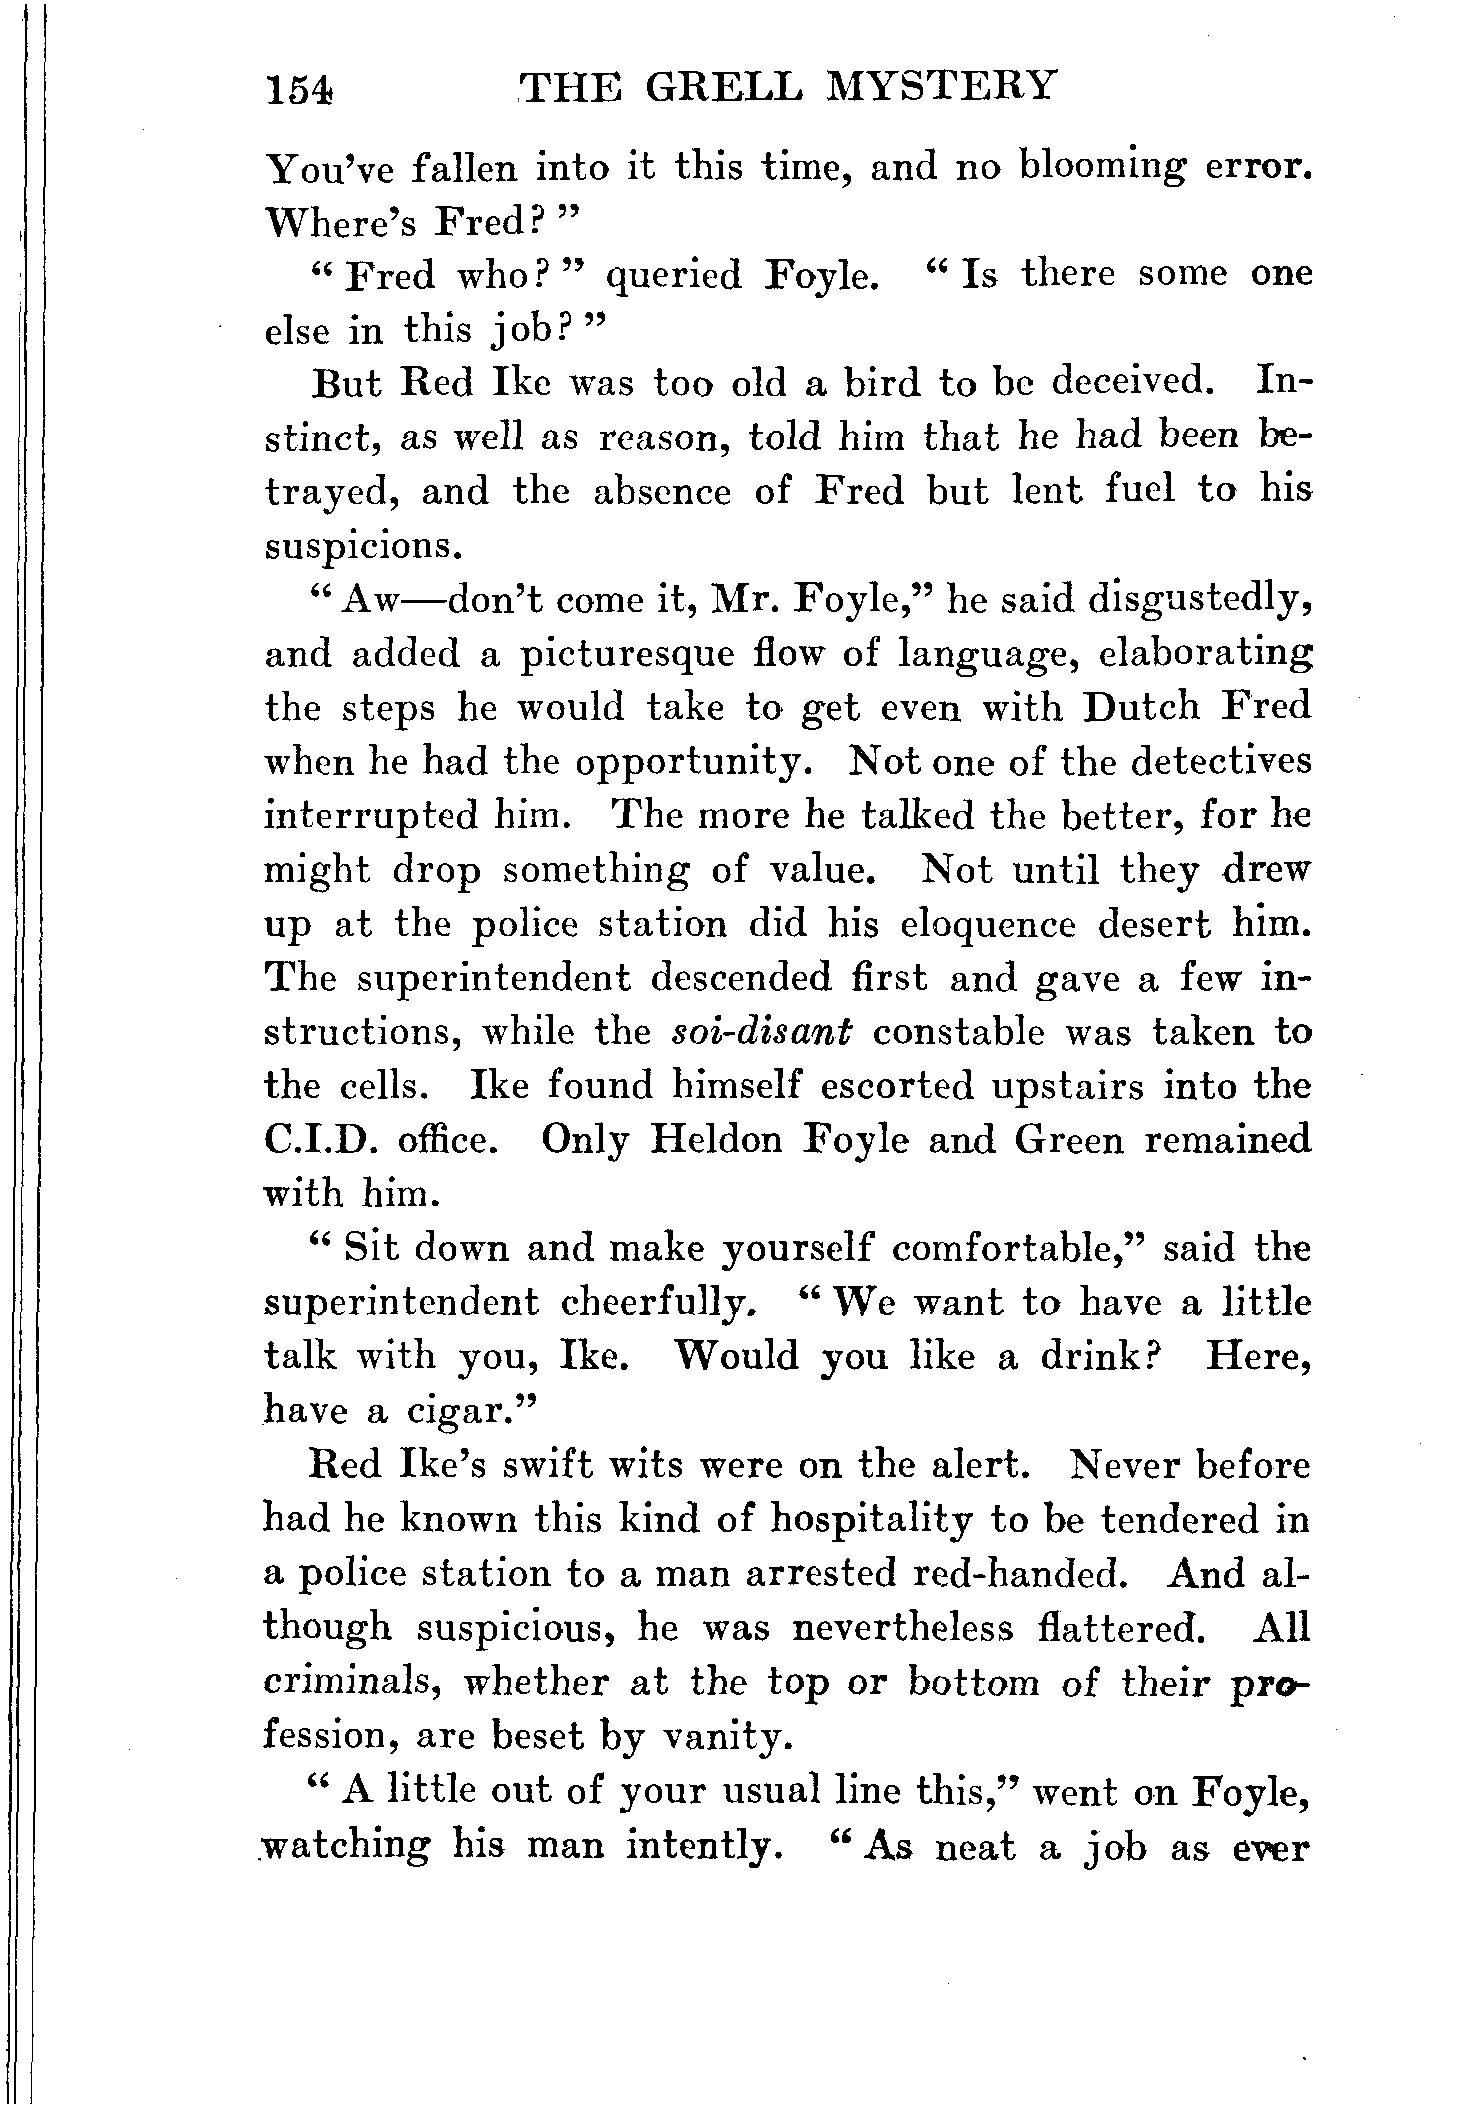 154 THE GRELL MYSTERY
You've fallen into it this time, and no blooming error.
Where's Fred?"
"Fred who?" queried Foyle. "Is there some one
else in this job?"
But Red Ike was too old a bird to be deceived. In-
stinct, as well as reason, told him that he had been be-
trayed, and the absence of Fred but lent fuel to his
suspicions.
"Aw—don't come it, Mr. Foyle," he said disgustedly,
and added a picturesque flow of language, elaborating
the steps he would take to get even with Dutch Fred
when he had the opportunity. Not one of the detectives
interrupted him. The more he talked the better, for he
might drop something of value. Not until they drew
up at the police station did his eloquence desert him.
The superintendent descended first and gave a few in-
structions, while the soi-disant constable was taken to
the cells. Ike found himself escorted upstairs into the
C.I.D. office. Only Heldon Foyle and Green remained
with him.
"Sit down and make yourself comfortable," said the
superintendent cheerfully. "We want to have a little
talk with you, Ike. Would you like a drink? Here,
have a cigar."
Red Ike's swift wits were on the alert. Never before
had he known this kind of hospitality to be tendered in
a police station to a man arrested red-handed. And al-
though suspicious, he was nevertheless flattered. All
criminals, whether at the top or bottom of their pro-
fession, are beset by vanity.
"A little out of your usual line this," went on Foyle,
watching his man intently. "As neat a job as ever